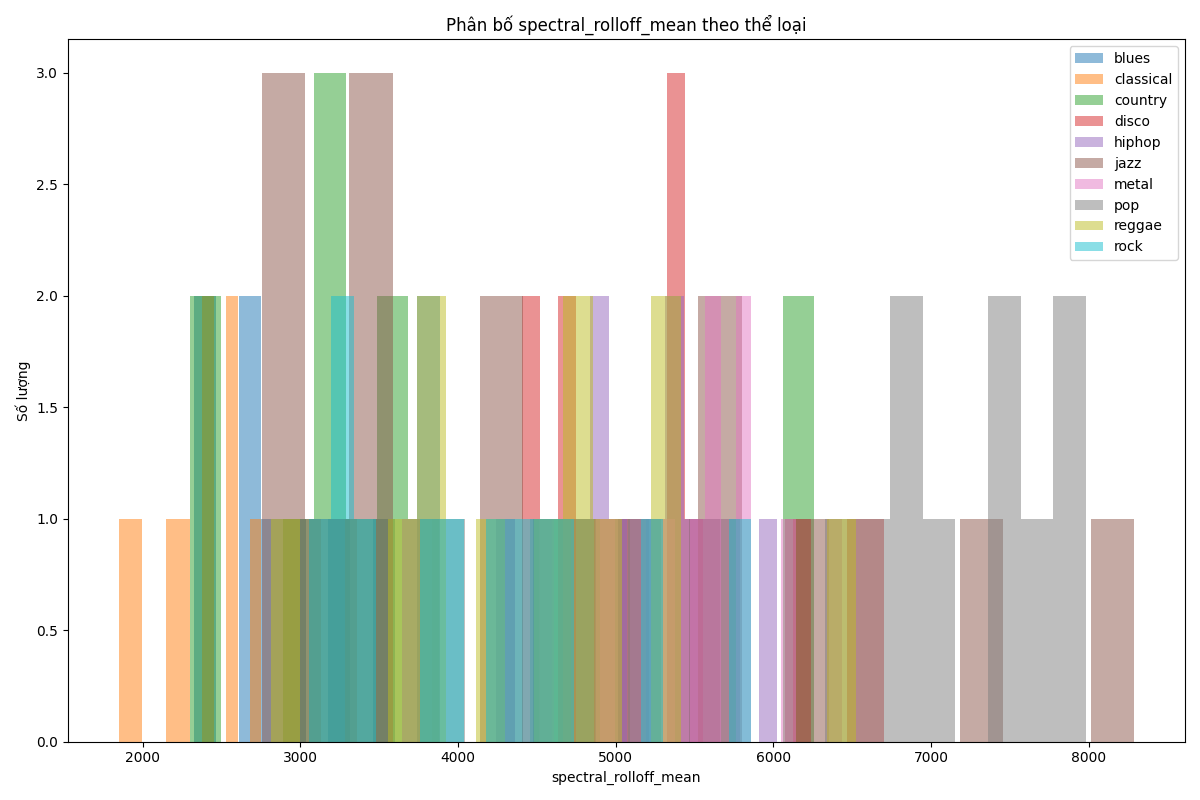 Phân bố spectral_rolloff_mean theo thể loại
Số lượng
3.0
2.5
2.0
1.5
1.0
0.5
0.0
2000 3000 4000 5000 6000 7000 8000
spectral_rolloff_mean
blues
classical
country
disco
hiphop
jazz
metal
pop
reggae
rock